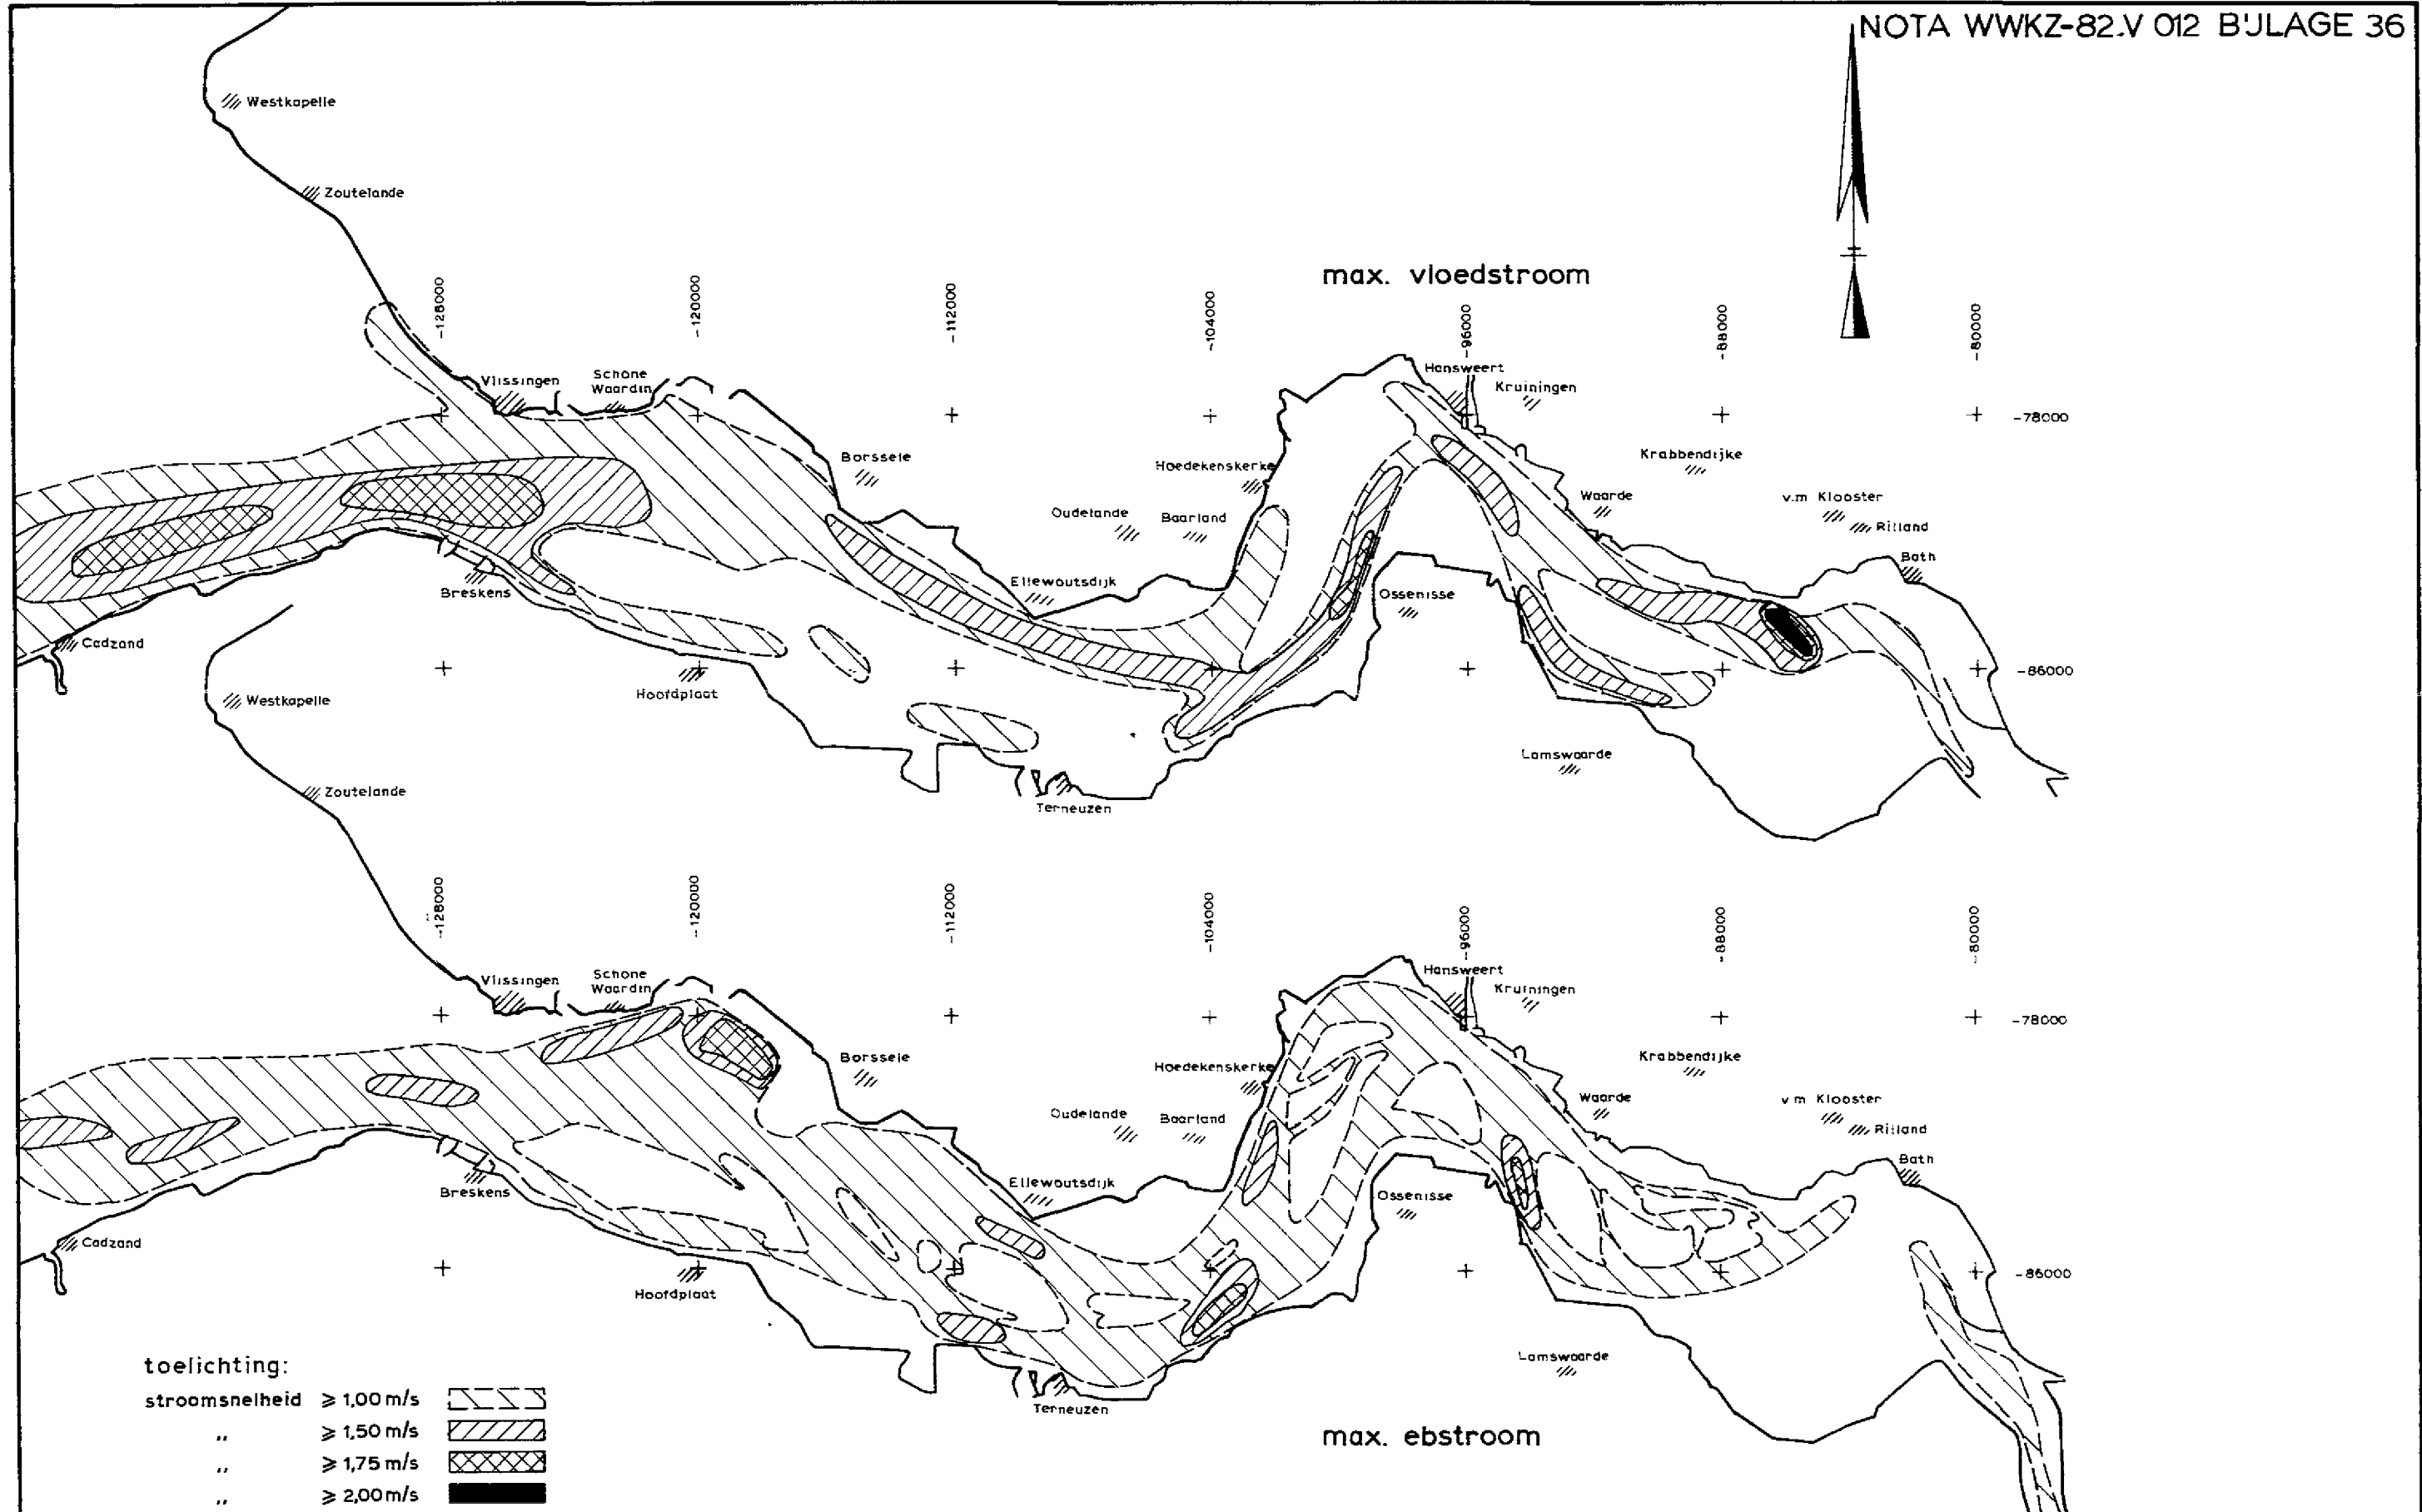 NOTA WWKZ-82.V 012 BIJLAGE 36
Westkapelle
Zoutelande
max. vloedstroom
-128000
-120000
-112000
-104000
-96000
-88000
-80000
Vlissingen
Schone
Waardin
Hansweert
Kruiningen
-78000
Borssele
Hoedekenskerke
Krabbendijke
Oudelande
Baarland
Waarde
v.m Klooster
Rilland
Bath
Breskens
Ellewoutsdijk
Ossenisse
Cadzand
Hoofdplaat
-86000
Lamswaarde
Terneuzen
Westkapelle
Zoutelande
-128000
-120000
-112000
-104000
-96000
-88000
-80000
Vlissingen
Schone
Waardin
Hansweert
Kruiningen
-78000
Borssele
Hoedekenskerke
Krabbendijke
Oudelande
Baarland
Waarde
v m Klooster
Rilland
Bath
Breskens
Ellewoutsdijk
Ossenisse
Cadzand
Hoofdplaat
-86000
Lamswaarde
Terneuzen
max. ebstroom
toelichting:
stroomsnelheid ⩾ 1,00 m/s
,, ⩾ 1,50 m/s
,, ⩾ 1,75 m/s
,, ⩾ 2,00 m/s